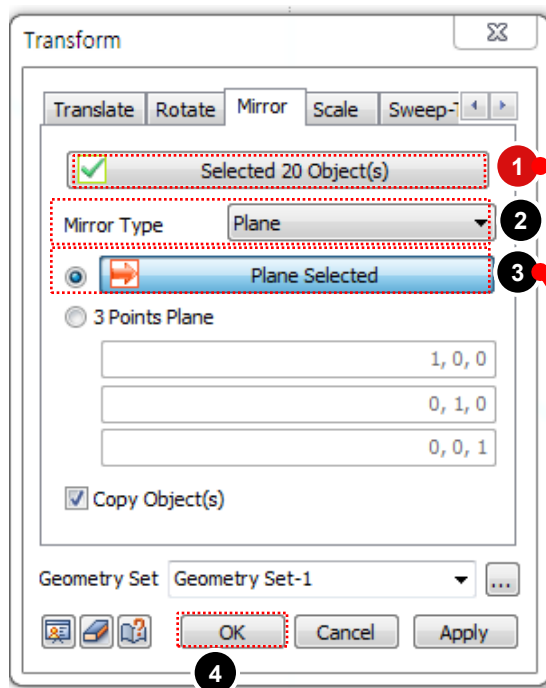 Transform
Translate Rotate Mirror Scale Sweep-
Selected 20 Object(s) 1
Mirror Type Plane 2
Plane Selected 3
3 Points Plane
1, 0, 0
0, 1, 0
0, 0, 1
Copy Object(s)
Geometry Set Geometry Set-1 ...
OK Cancel Apply
4